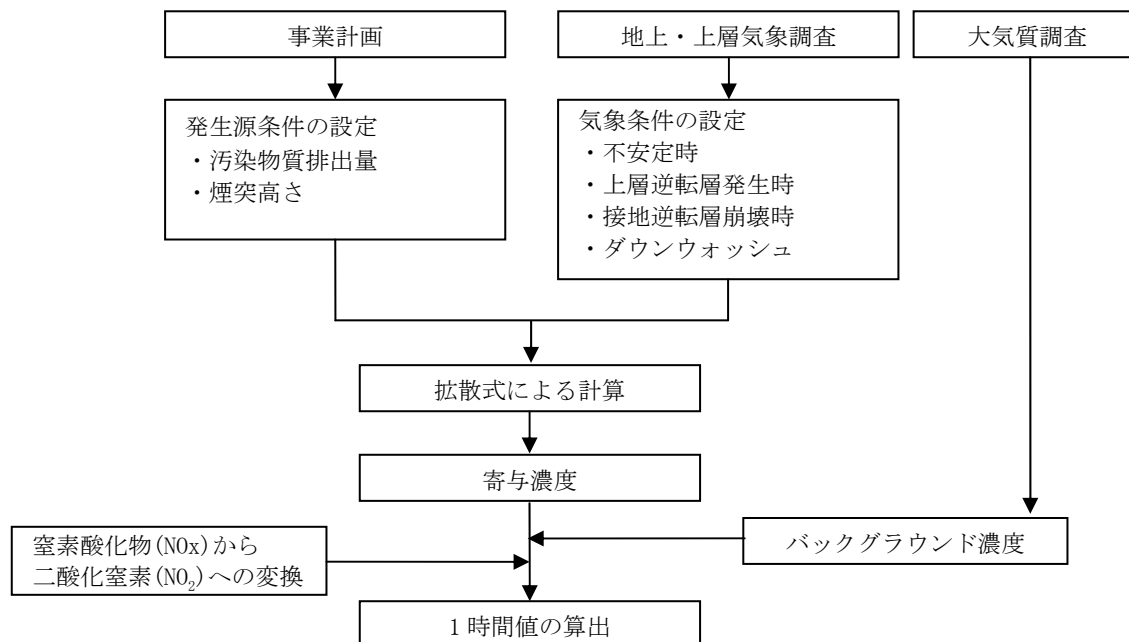 事業計画
地上・上層気象調査
大気質調査
発生源条件の設定
・汚染物質排出量
・煙突高さ
気象条件の設定
・不安定時
・上層逆転層発生時
・接地逆転層崩壊時
・ダウンウォッシュ
拡散式による計算
寄与濃度
窒素酸化物(NOx)から
二酸化窒素(NO₂)への変換
バックグラウンド濃度
1時間値の算出